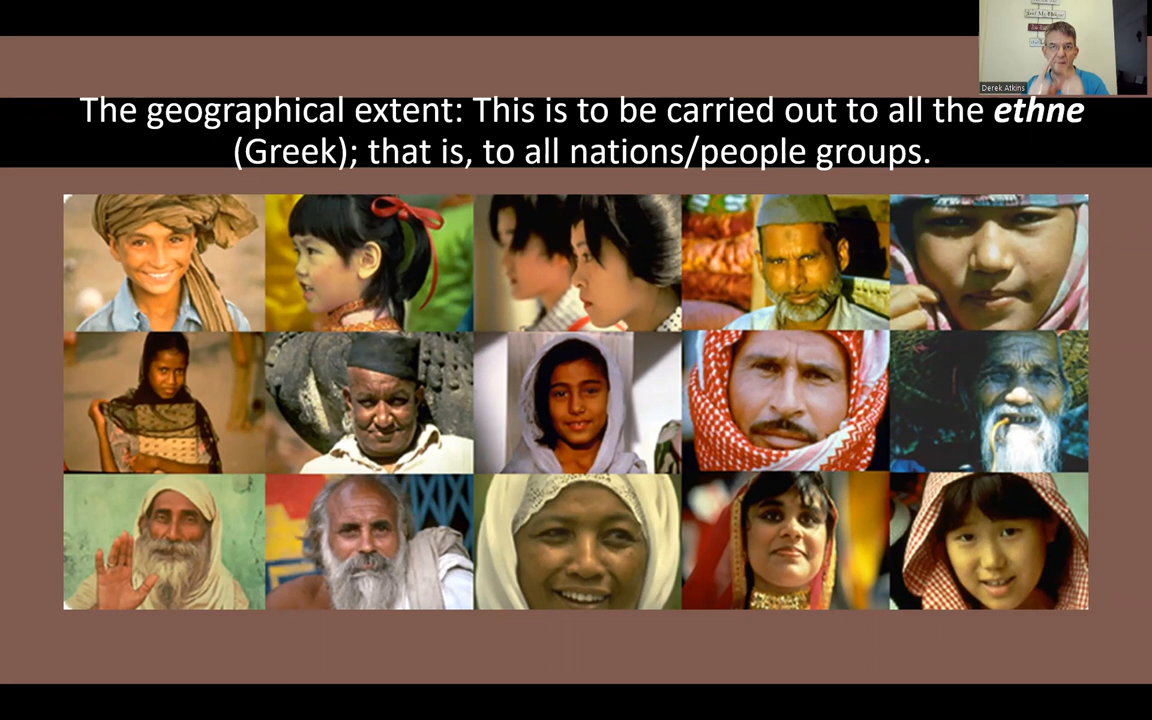 The geographical extent: This is to be carried out to all the ethne
(Greek); that is, to all nations/people groups.
Derek Atkins